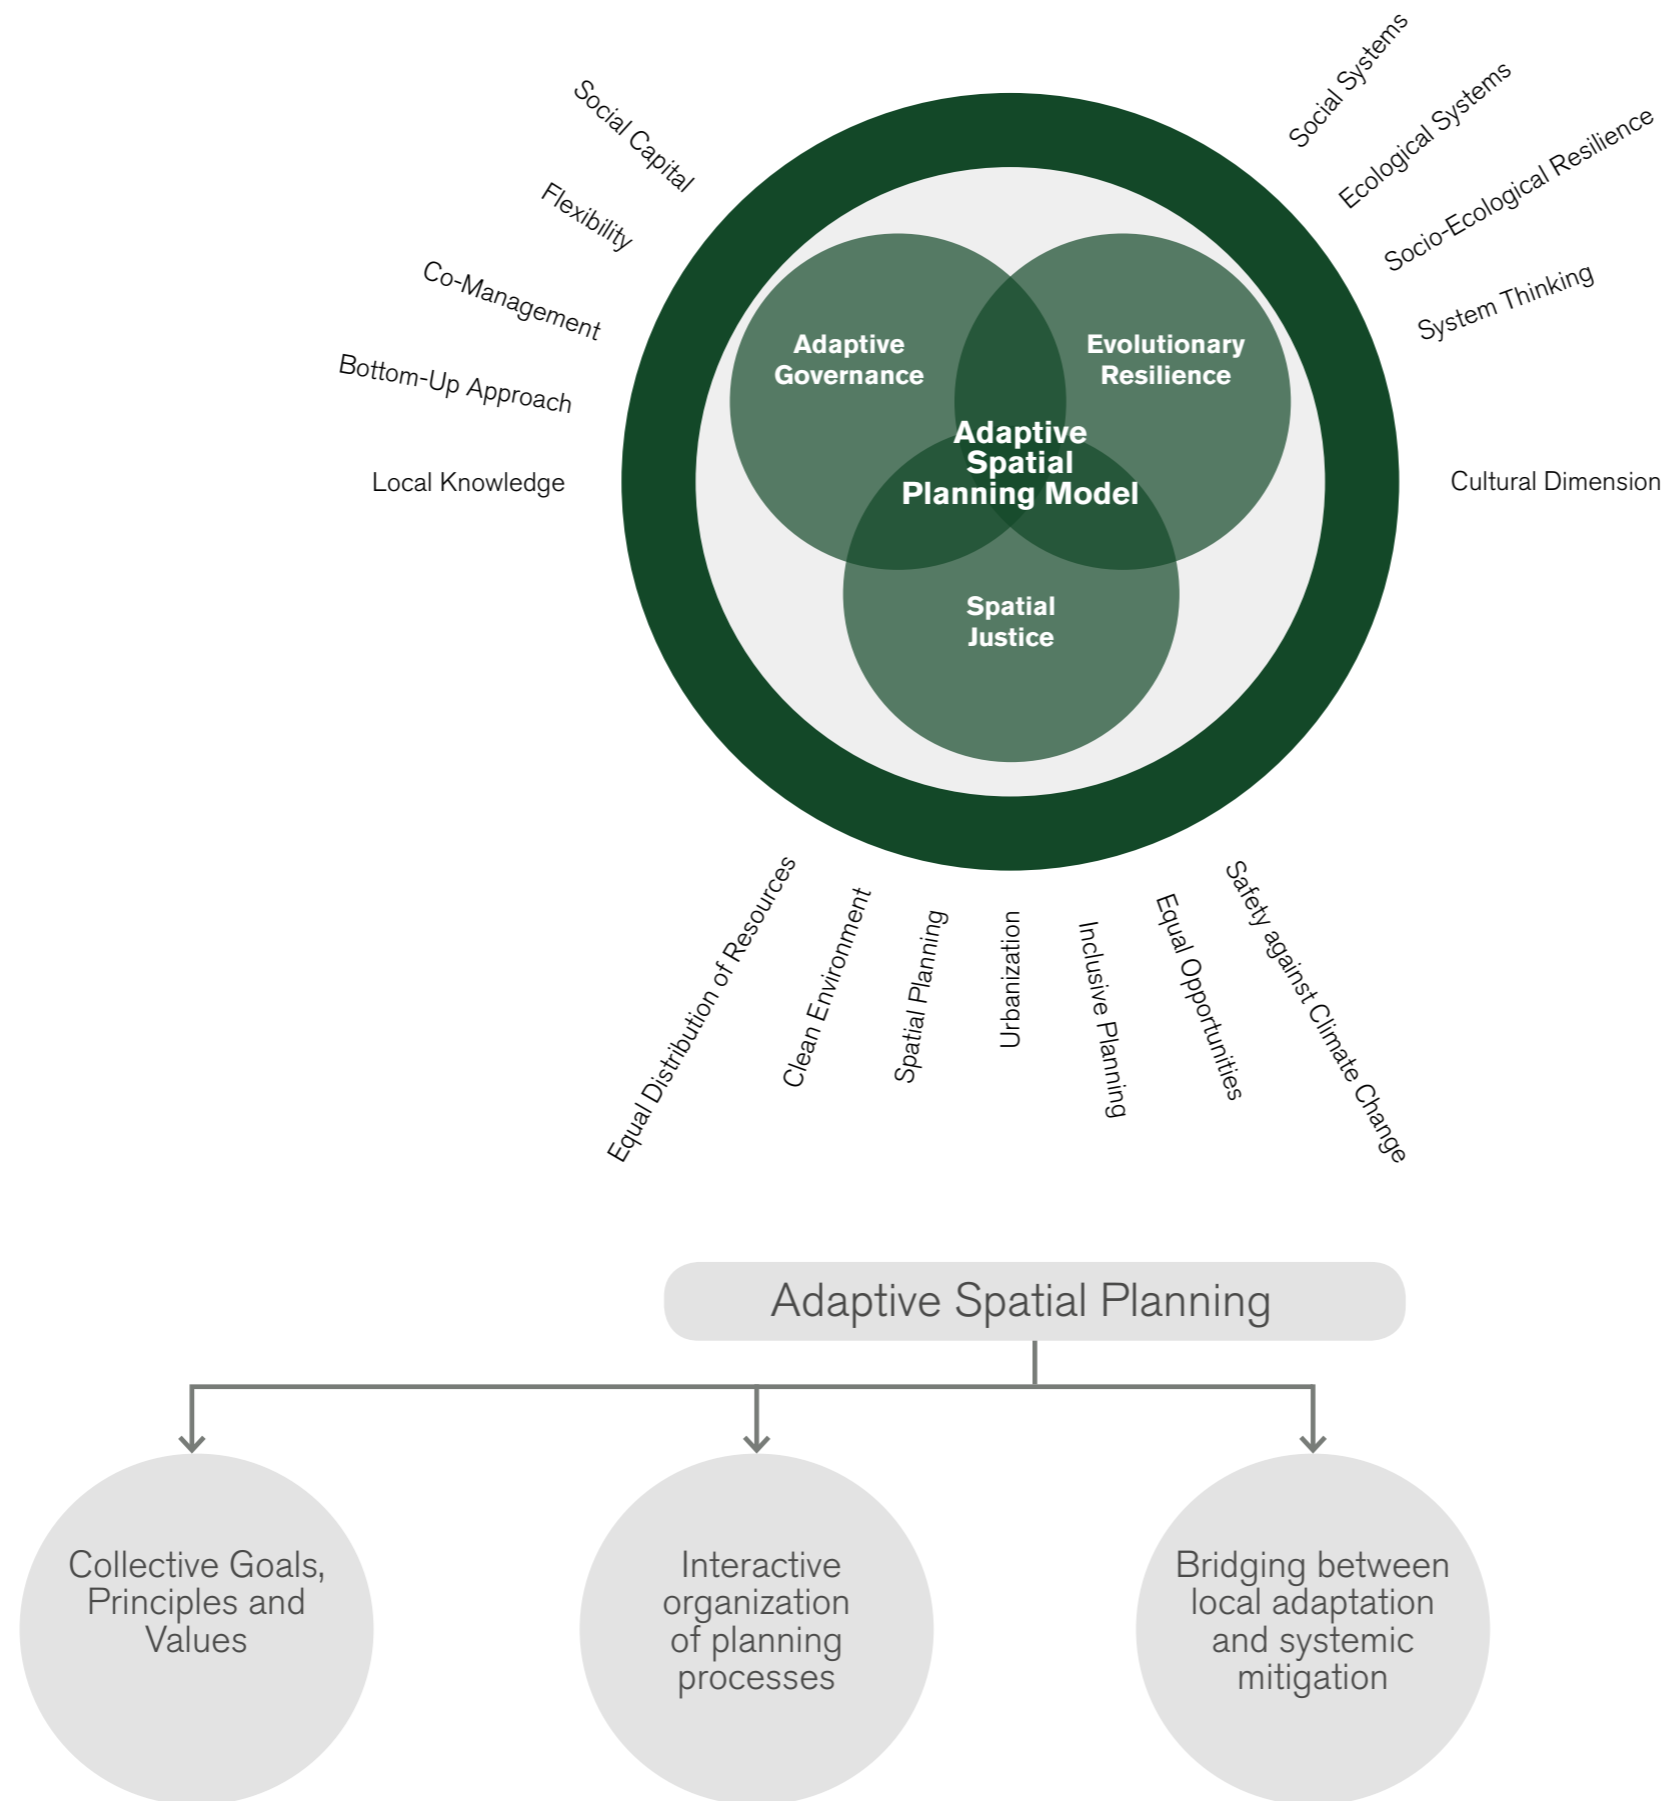 Social Capital
Flexibility
Co-Management
Bottom-Up Approach
Local Knowledge
Social Systems
Ecological Systems
Socio-Ecological Resilience
System Thinking
Cultural Dimension
Adaptive
Governance
Evolutionary
Resilience
Adaptive
Spatial
Planning Model
Spatial
Justice
Equal Distribution of Resources
Clean Environment
Spatial Planning
Urbanization
Inclusive Planning
Equal Opportunities
Safety against Climate Change
Adaptive Spatial Planning
Collective Goals,
Principles and
Values
Interactive
organization
of planning
processes
Bridging between
local adaptation
and systemic
mitigation